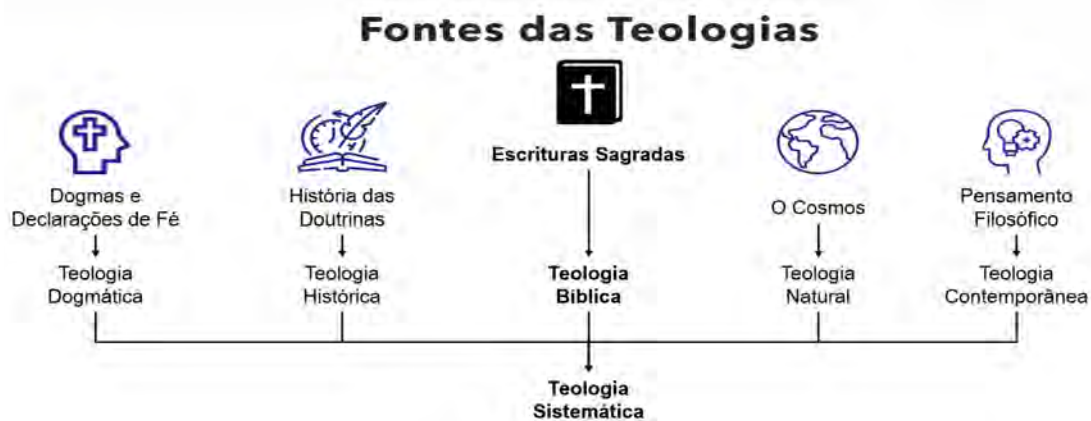 Fontes das Teologias
Escrituras Sagradas
Dogmas e
Declarações de Fé
História das
Doutrinas
O Cosmos
Pensamento
Filosófico
Teologia
Dogmática
Teologia
Histórica
Teologia
Bíblica
Teologia
Natural
Teologia
Contemporânea
Teologia
Sistemática